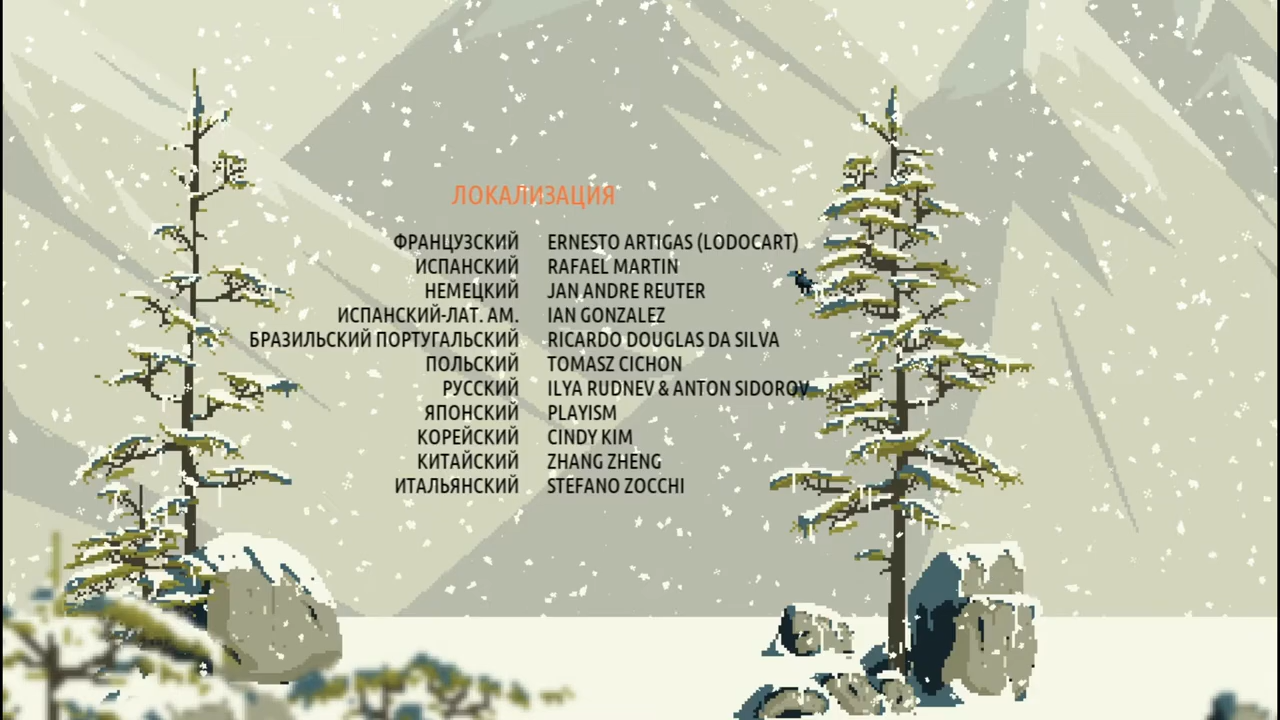 ЛОКАЛИЗАЦИЯ
ФРАНЦУЗСКИЙ ERNESTO ARTIGAS (LODOCART)
ИСПАНСКИЙ RAFAEL MARTIN
НЕМЕЦКИЙ JAN ANDRE REUTER
ИСПАНСКИЙ-ЛАТ. АМ. IAN GONZALEZ
БРАЗИЛЬСКИЙ ПОРТУГАЛЬСКИЙ RICARDO DOUGLAS DA SILVA
ПОЛЬСКИЙ TOMASZ CICHON
РУССКИЙ ILYA RUDNEV & ANTON SIDOROV
ЯПОНСКИЙ PLAYISM
КОРЕЙСКИЙ CINDY KIM
КИТАЙСКИЙ ZHANG ZHENG
ИТАЛЬЯНСКИЙ STEFANO ZOCCHI